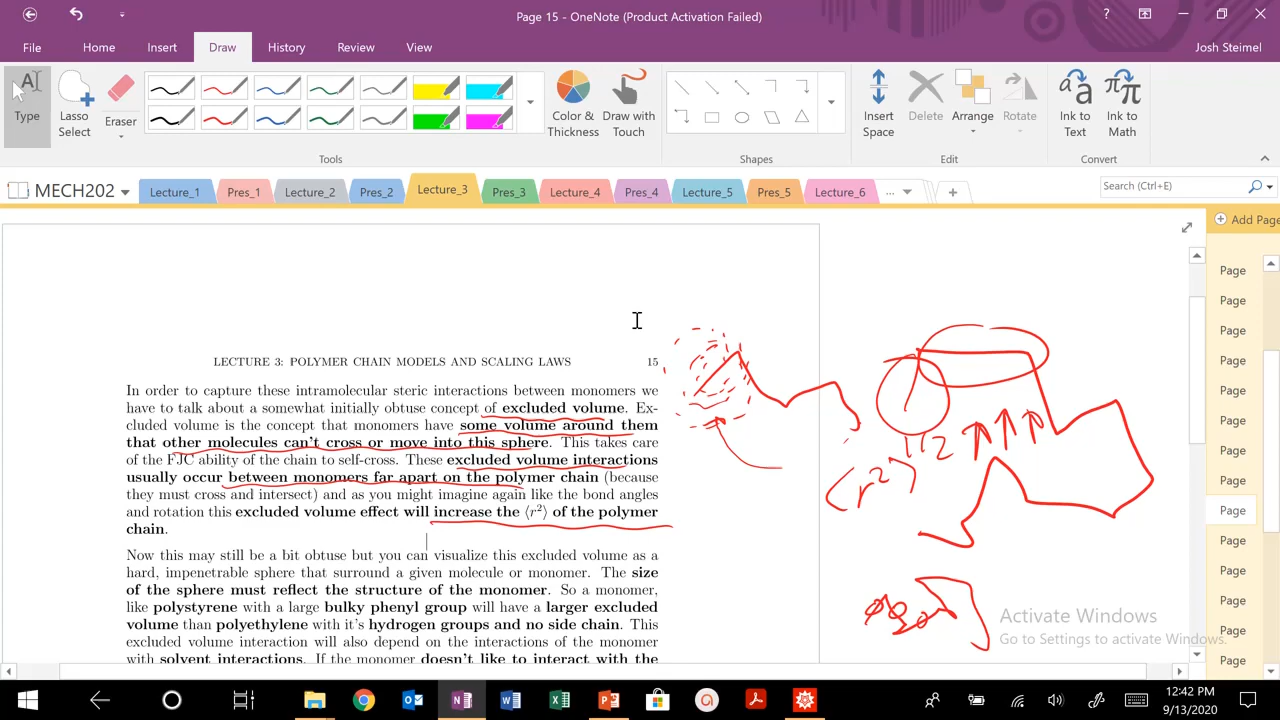 Page 15 - OneNote (Product Activation Failed)
File Home Insert Draw History Review View Josh Steimel
Type Lasso Select Eraser Color & Thickness Draw with Touch Insert Space Delete Arrange Rotate Ink to Text Ink to Math
Tools Shapes Edit Convert
MECH202 Lecture_1 Pres_1 Lecture_2 Pres_2 Lecture_3 Pres_3 Lecture_4 Pres_4 Lecture_5 Pres_5 Lecture_6 ... Search (Ctrl+E)
Add Page
Page
Page
Page
Page
Page
Page
Page
Page
Page
Page
Page
Page
Page
Page
LECTURE 3: POLYMER CHAIN MODELS AND SCALING LAWS 15
In order to capture these intramolecular steric interactions between monomers we
have to talk about a somewhat initially obtuse concept of excluded volume. Ex-
cluded volume is the concept that monomers have some volume around them
that other molecules can't cross or move into this sphere. This takes care
of the FJC ability of the chain to self-cross. These excluded volume interactions
usually occur between monomers far apart on the polymer chain (because
they must cross and intersect) and as you might imagine again like the bond angles
and rotation this excluded volume effect will increase the ⟨r²⟩ of the polymer
chain.
Now this may still be a bit obtuse but you can visualize this excluded volume as a
hard, impenetrable sphere that surround a given molecule or monomer. The size
of the sphere must reflect the structure of the monomer. So a monomer,
like polystyrene with a large bulky phenyl group will have a larger excluded
volume than polyethylene with it's hydrogen groups and no side chain. This
excluded volume interaction will also depend on the interactions of the monomer
with solvent interactions. If the monomer doesn't like to interact with the
⟨r²⟩^1/2 ↑↑↑
Activate Windows
Go to Settings to activate Windows.
12:42 PM
9/13/2020